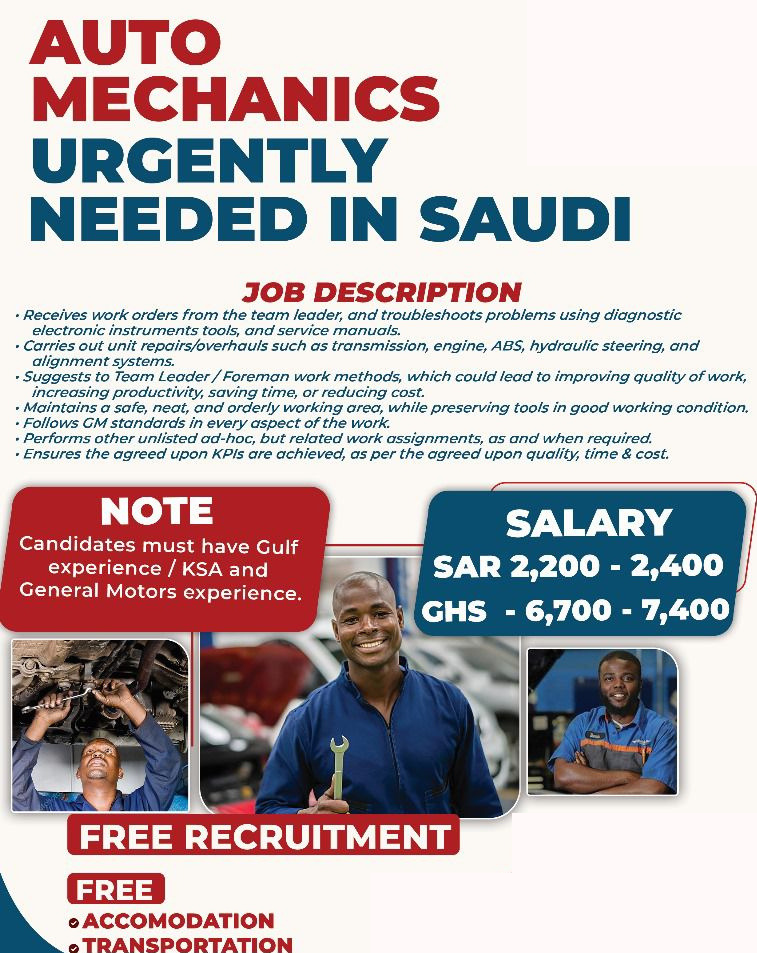 AUTO
MECHANICS
URGENTLY
NEEDED IN SAUDI
JOB DESCRIPTION
• Receives work orders from the team leader, and troubleshoots problems using diagnostic
electronic instruments tools, and service manuals.
• Carries out unit repairs/overhauls such as transmission, engine, ABS, hydraulic steering, and
alignment systems.
• Suggests to Team Leader / Foreman work methods, which could lead to improving quality of work,
increasing productivity, saving time, or reducing cost.
• Maintains a safe, neat, and orderly working area, while preserving tools in good working condition.
• Follows GM standards in every aspect of the work.
• Performs other unlisted ad-hoc, but related work assignments, as and when required.
• Ensures the agreed upon KPIs are achieved, as per the agreed upon quality, time & cost.
NOTE
Candidates must have Gulf
experience / KSA and
General Motors experience.
SALARY
SAR 2,200 - 2,400
GHS - 6,700 - 7,400
FREE RECRUITMENT
FREE
ACCOMODATION
TRANSPORTATION